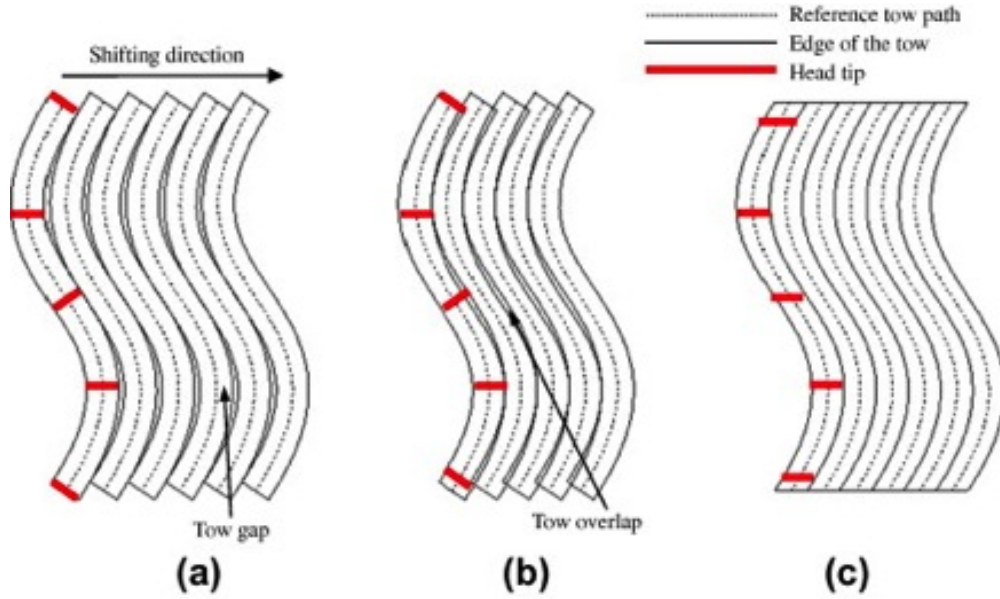 Shifting direction
Reference tow path
Edge of the tow
Head tip
Tow gap
Tow overlap
(a)
(b)
(c)